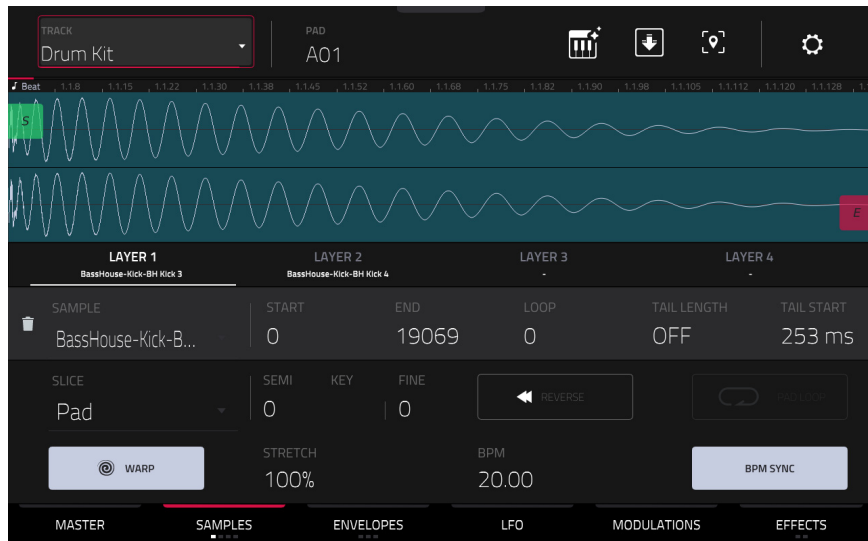 TRACK
Drum Kit
PAD
A01
Beat 1.1.8 1.1.15 1.1.22 1.1.30 1.1.38 1.1.45 1.1.52 1.1.60 1.1.68 1.1.75 1.1.82 1.1.90 1.1.98 1.1.105 1.1.112 1.1.120 1.1.128
S
E
LAYER 1 LAYER 2 LAYER 3 LAYER 4
BassHouse-Kick-BH Kick 3 BassHouse-Kick-BH Kick 4 - -
SAMPLE START END LOOP TAIL LENGTH TAIL START
BassHouse-Kick-B... 0 19069 0 OFF 253 ms
SLICE SEMI KEY FINE
Pad 0 0
REVERSE PAD LOOP
STRETCH BPM
WARP 100% 20.00 BPM SYNC
MASTER SAMPLES ENVELOPES LFO MODULATIONS EFFECTS